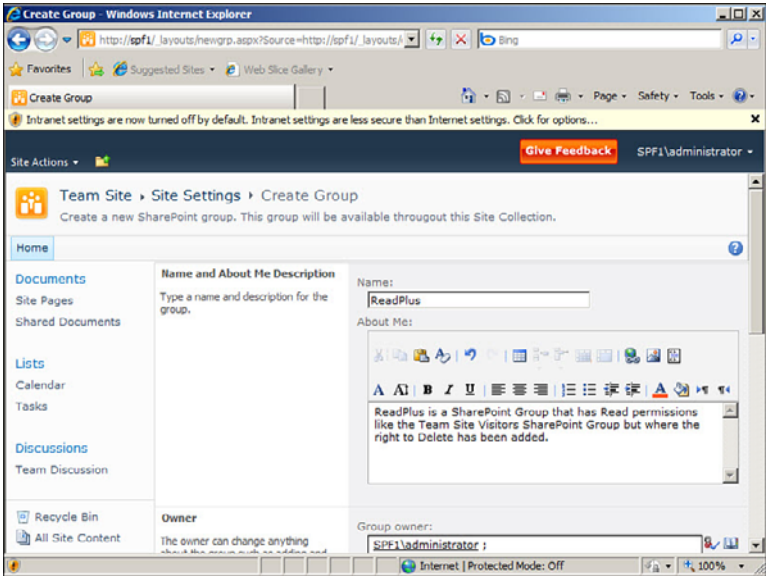 Create Group - Windows Internet Explorer
http://spf1/_layouts/newgrp.aspx?Source=http://spf1/_layouts/
Bing
Favorites Suggested Sites Web Slice Gallery
Create Group
Page Safety Tools
Intranet settings are now turned off by default. Intranet settings are less secure than Internet settings. Click for options...
Site Actions
Give Feedback SPF1\administrator
Team Site Site Settings Create Group
Create a new SharePoint group. This group will be available througout this Site Collection.
Home
Documents
Site Pages
Shared Documents
Lists
Calendar
Tasks
Discussions
Team Discussion
Recycle Bin
All Site Content
Name and About Me Description
Type a name and description for the
group.
Name:
ReadPlus
About Me:
A A B I U A
ReadPlus is a SharePoint Group that has Read permissions
like the Team Site Visitors SharePoint Group but where the
right to Delete has been added.
Owner
The owner can change anything
about the group such as adding and
Group owner:
SPF1\administrator ;
Internet | Protected Mode: Off
100%